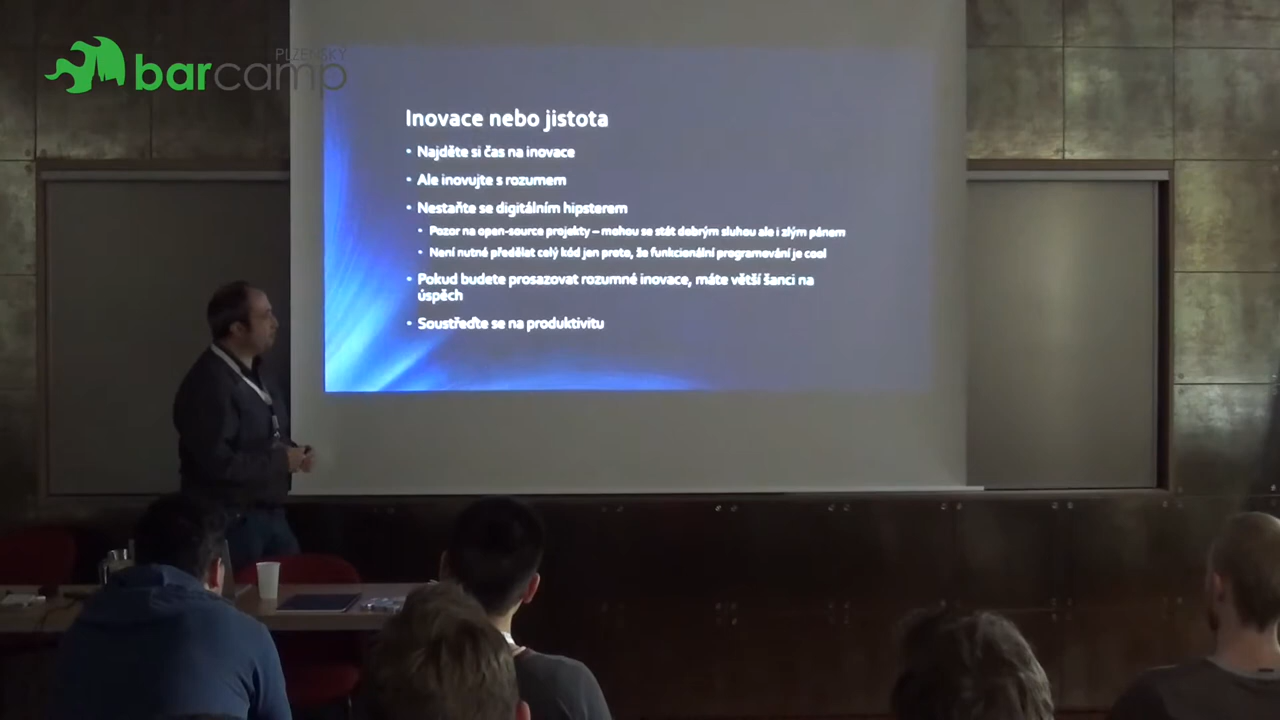 PLZEŇSKÝ
barcamp
Inovace nebo jistota
• Najděte si čas na inovace
• Ale inovujte s rozumem
• Nestaňte se digitálním hipsterem
• Pozor na open-source projekty – mohou se stát dobrým sluhou ale i zlým pánem
• Není nutné předělat celý kód jen proto, že funkcionální programování je cool
• Pokud budete prosazovat rozumné inovace, máte větší šanci na
úspěch
• Soustřeďte se na produktivitu